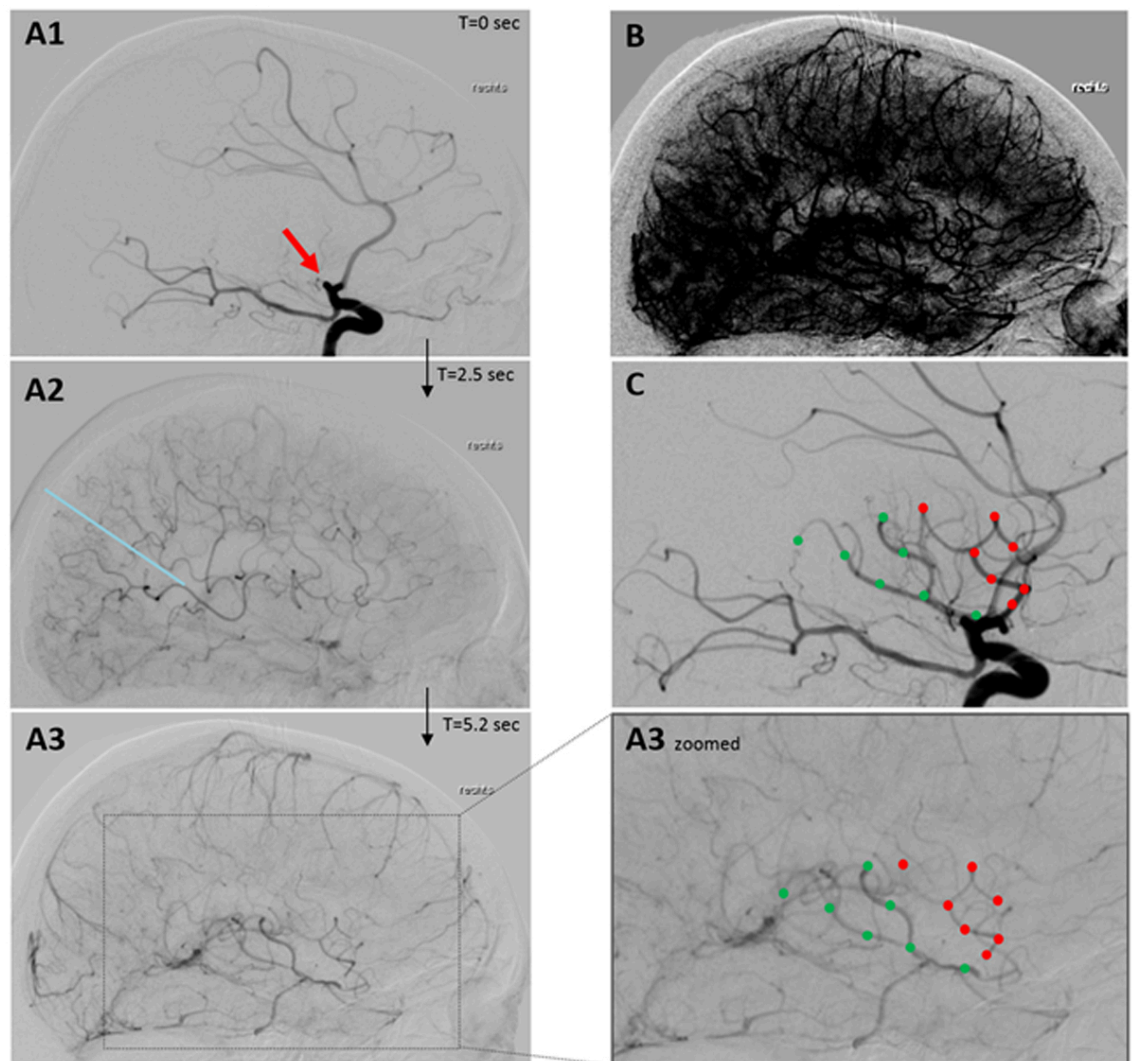 A1
T=0 sec
rechts
B
rechts
A2
T=2.5 sec
rechts
C
A3
T=5.2 sec
rechts
A3 zoomed